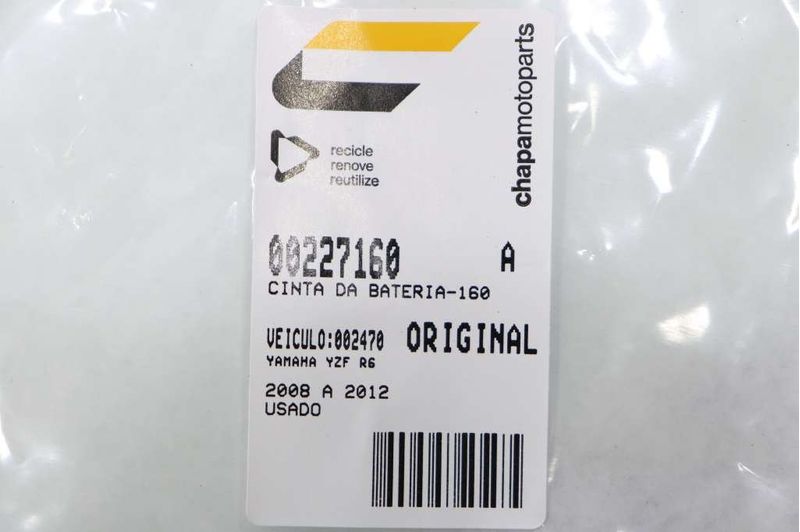 chapamotoparts
recicle
renove
reutilize
00227160 A
CINTA DA BATERIA-160
VEICULO:002470 ORIGINAL
YAMAHA YZF R6
2008 A 2012
USADO